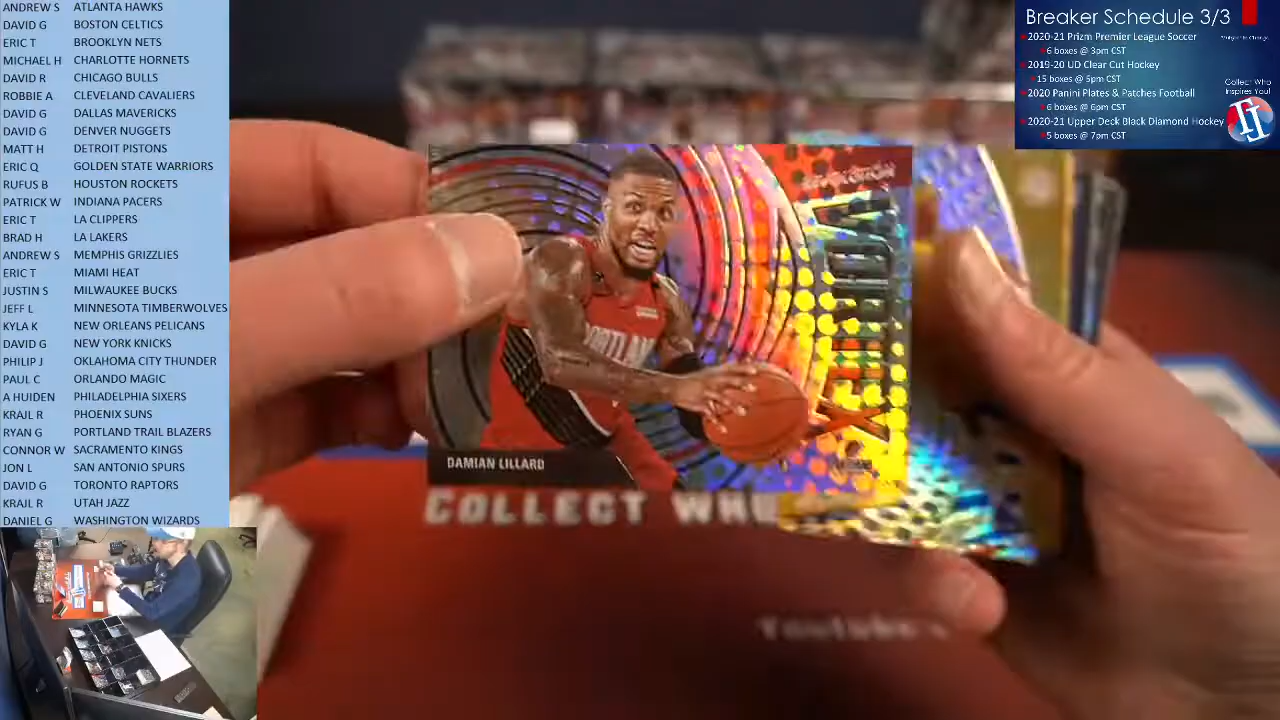 ANDREW S ATLANTA HAWKS
DAVID G BOSTON CELTICS
ERIC T BROOKLYN NETS
MICHAEL H CHARLOTTE HORNETS
DAVID R CHICAGO BULLS
ROBBIE A CLEVELAND CAVALIERS
DAVID G DALLAS MAVERICKS
DAVID G DENVER NUGGETS
MATT H DETROIT PISTONS
ERIC Q GOLDEN STATE WARRIORS
RUFUS B HOUSTON ROCKETS
PATRICK W INDIANA PACERS
ERIC T LA CLIPPERS
BRAD H LA LAKERS
ANDREW S MEMPHIS GRIZZLIES
ERIC T MIAMI HEAT
JUSTIN S MILWAUKEE BUCKS
JEFF L MINNESOTA TIMBERWOLVES
KYLA K NEW ORLEANS PELICANS
DAVID G NEW YORK KNICKS
PHILIP J OKLAHOMA CITY THUNDER
PAUL C ORLANDO MAGIC
A HUIDEN PHILADELPHIA SIXERS
KRAIL R PHOENIX SUNS
RYAN G PORTLAND TRAIL BLAZERS
CONNOR W SACRAMENTO KINGS
JON L SAN ANTONIO SPURS
DAVID G TORONTO RAPTORS
KRAIL R UTAH JAZZ
DANIEL G WASHINGTON WIZARDS
Breaker Schedule 3/3
2020-21 Prizm Premier League Soccer
6 boxes @ 3pm CST
2019-20 UD Clear Cut Hockey
15 boxes @ 5pm CST
2020 Panini Plates & Patches Football
6 boxes @ 6pm CST
2020-21 Upper Deck Black Diamond Hockey
5 boxes @ 7pm CST
Collect Who
Inspires You!
REVOLUTION
VORTEX
PORTLAN
DAMIAN LILLARD
COLLECT WHO